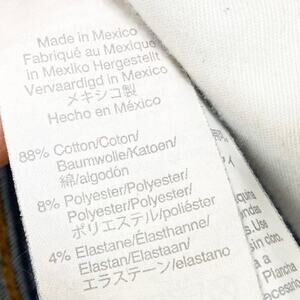 Made in Mexico
Fabriqué au Mexique
in Mexiko Hergestellt
Vervaardigd in Mexico
メキシコ製
Hecho en México
88% Cotton/Coton/
Baumwolle/Katoen/
綿/algodón
8% Polyester/Polyester/
Polyester/Polyester/
ポリエステル/poliéster
4% Elastane/Élasthanne/
Elastan/Elastaan/
エラステーン/elastano